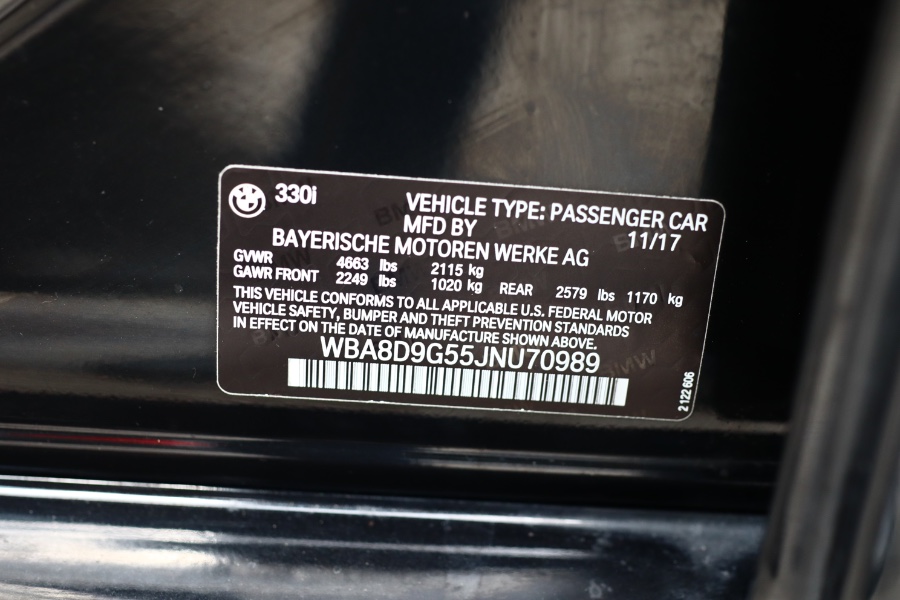 330i
VEHICLE TYPE: PASSENGER CAR
MFD BY 11/17
BAYERISCHE MOTOREN WERKE AG
GVWR 4663 lbs 2115 kg
GAWR FRONT 2249 lbs 1020 kg REAR 2579 lbs 1170 kg
THIS VEHICLE CONFORMS TO ALL APPLICABLE U.S. FEDERAL MOTOR
VEHICLE SAFETY, BUMPER AND THEFT PREVENTION STANDARDS
IN EFFECT ON THE DATE OF MANUFACTURE SHOWN ABOVE.
WBA8D9G55JNU70989
2 122 606